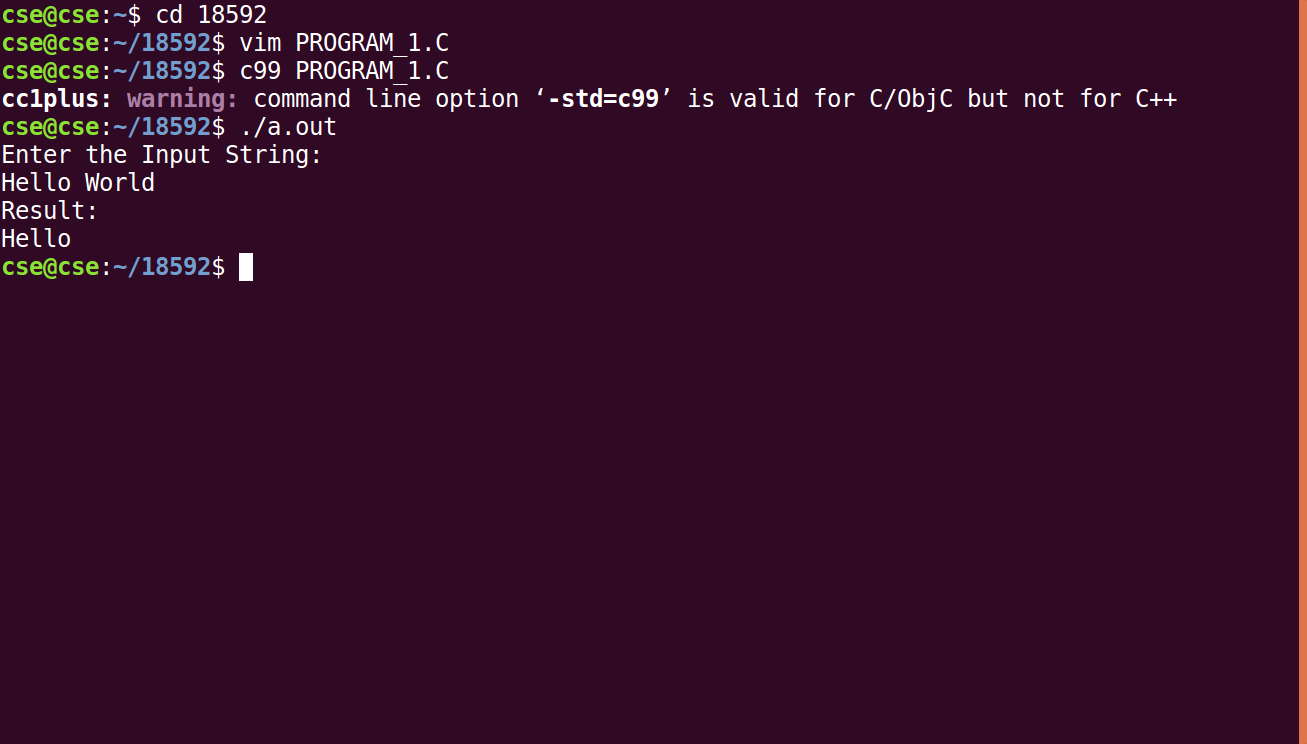 cse@cse:~$ cd 18592
cse@cse:~/18592$ vim PROGRAM_1.C
cse@cse:~/18592$ c99 PROGRAM_1.C
cc1plus: warning: command line option ‘-std=c99’ is valid for C/ObjC but not for C++
cse@cse:~/18592$ ./a.out
Enter the Input String:
Hello World
Result:
Hello
cse@cse:~/18592$